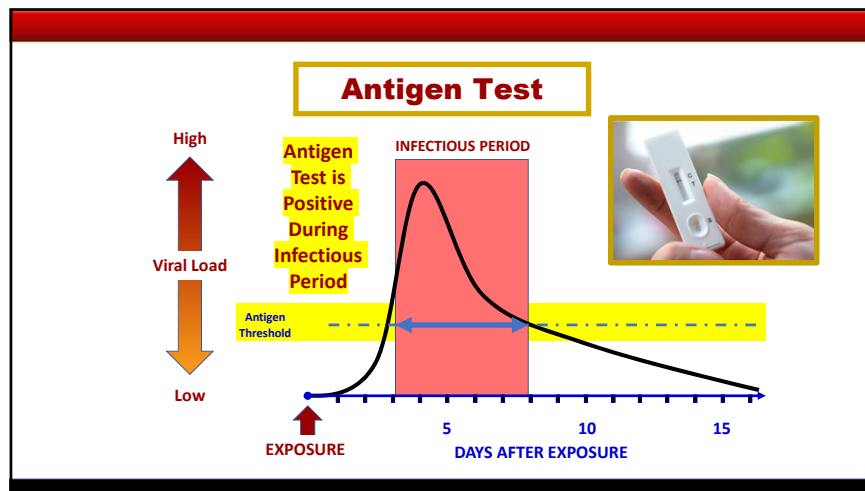 Antigen Test
High
Viral Load
Low
Antigen
Test is
Positive
During
Infectious
Period
INFECTIOUS PERIOD
Antigen
Threshold
5
10
15
EXPOSURE
DAYS AFTER EXPOSURE